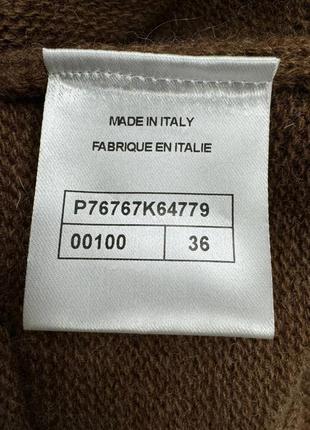 MADE IN ITALY
FABRIQUE EN ITALIE
P76767K64779
00100 36